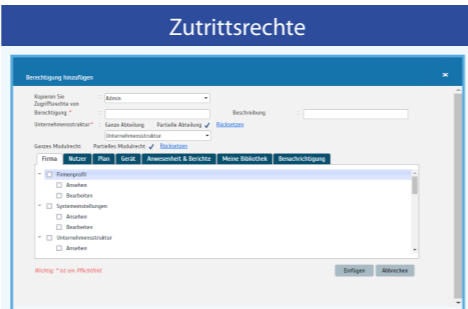 Zutrittsrechte
Berechtigung hinzufügen ×
Kopieren Sie Zugriffsrechte von : Admin
Berechtigung * : Beschreibung :
Unternehmensstruktur * : Ganze Abteilung Partielle Abteilung ✓ Rücksetzen
Unternehmensstruktur
Ganzes Modulrecht Partielles Modulrecht ✓ Rücksetzen
Firma Nutzer Plan Gerät Anwesenheit & Berichte Meine Bibliothek Benachrichtigung
Firmenprofil
Ansehen
Bearbeiten
Systemeinstellungen
Ansehen
Bearbeiten
Unternehmensstruktur
Ansehen
Wichtig: * ist ein Pflichtfeld Einfügen Abbrechen